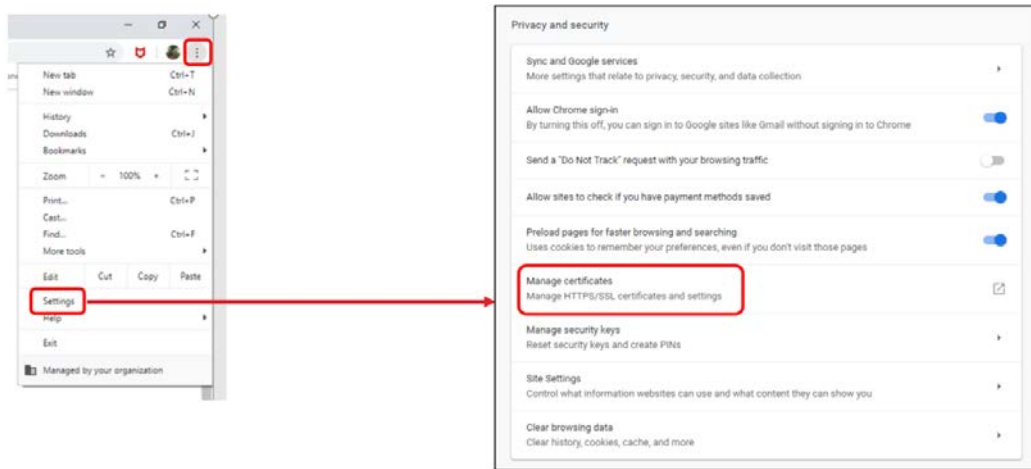 New tab Ctrl+T
New window Ctrl+N
History
Downloads Ctrl+J
Bookmarks
Zoom - 100% +
Print... Ctrl+P
Cast...
Find... Ctrl+F
More tools
Edit Cut Copy Paste
Settings
Help
Exit
Managed by your organization
Privacy and security
Sync and Google services
More settings that relate to privacy, security, and data collection
Allow Chrome sign-in
By turning this off, you can sign in to Google sites like Gmail without signing in to Chrome
Send a "Do Not Track" request with your browsing traffic
Allow sites to check if you have payment methods saved
Preload pages for faster browsing and searching
Uses cookies to remember your preferences, even if you don't visit those pages
Manage certificates
Manage HTTPS/SSL certificates and settings
Manage security keys
Reset security keys and create PINs
Site Settings
Control what information websites can use and what content they can show you
Clear browsing data
Clear history, cookies, cache, and more